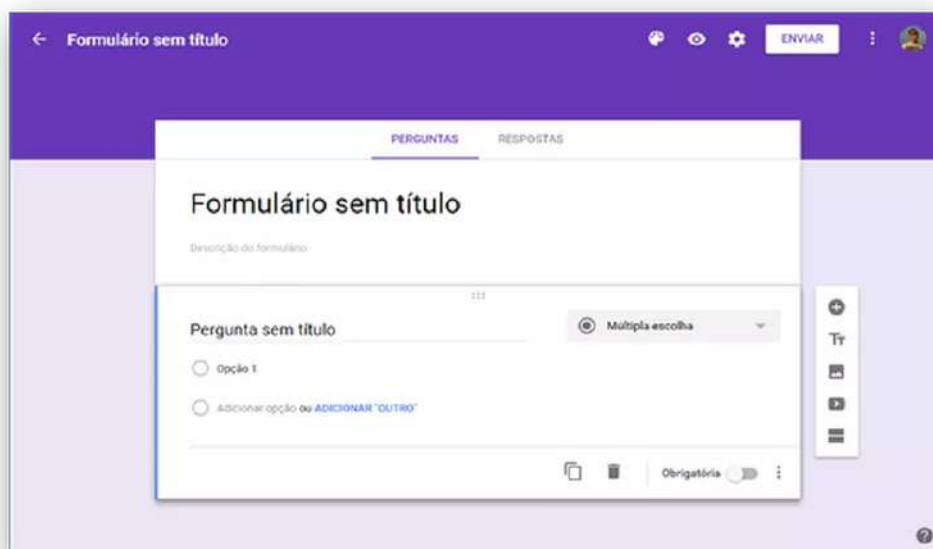 Formulário sem título
ENVIAR
PERGUNTAS RESPOSTAS
Formulário sem título
Descrição do formulário
Pergunta sem título
Múltipla escolha
Opção 1
Adicionar opção ou ADICIONAR "OUTRO"
Obrigatória